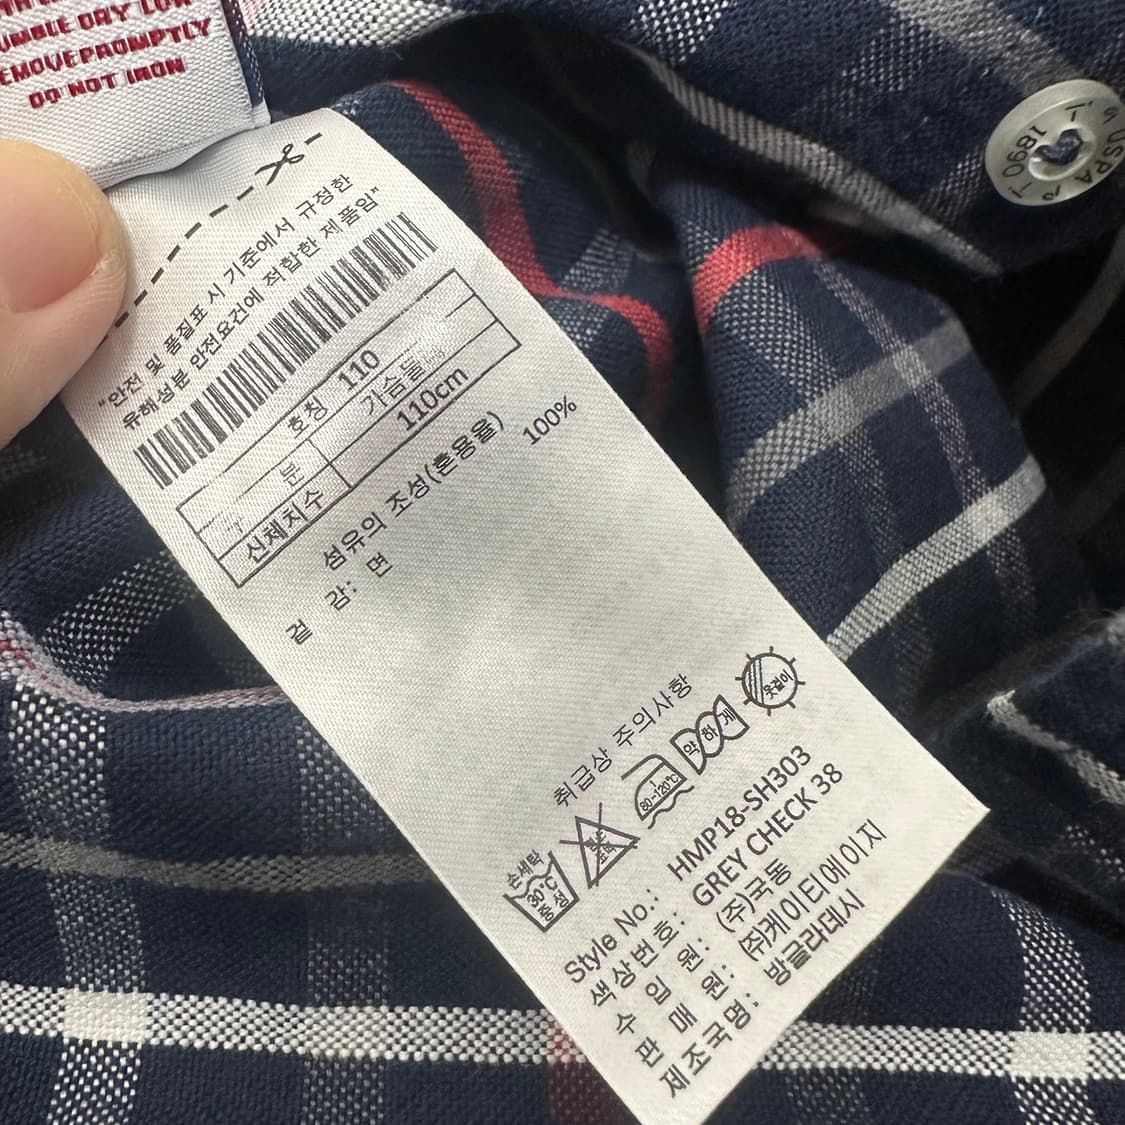 TUMBLE DRY LOW
REMOVE PROMPTLY
DO NOT IRON
USPA
1890
"안전 및 품질표시 기준에서 규정한
유해성분 안전요건에 적합한 제품임"
호칭 110
분 가슴둘
신체치수 110cm
섬유의 조성(혼용율)
겉 감: 면 100%
취급상 주의사항
손세탁
30°C
중성
80~120°C
약하게
옷걸이
Style No.: HMP18-SH303
색상번호: GREY CHECK 38
수 입 원: (주)국동
판 매 원: (주)케이티에이지
제조국명: 방글라데시